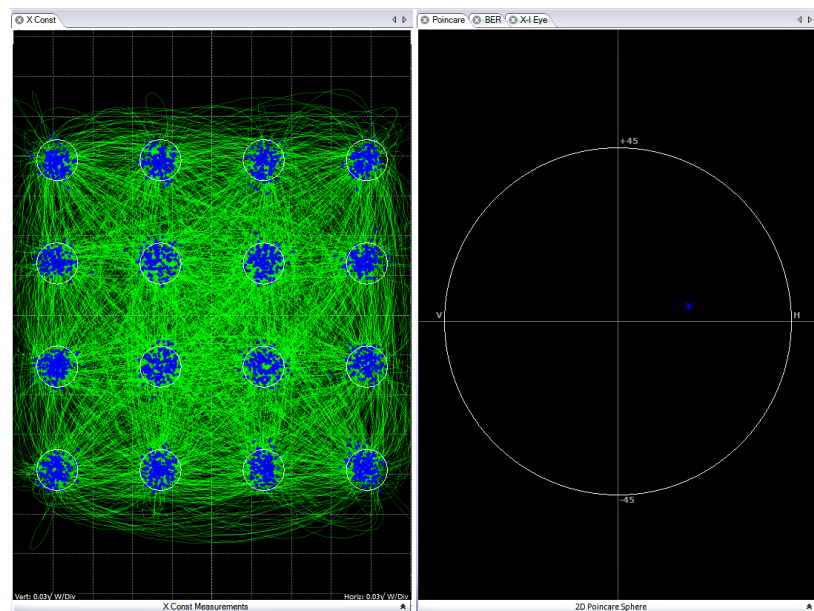 X Const
Poincare
BER
X-I Eye
+45
V
H
-45
Vert: 0.03√ W/Div
Horiz: 0.03√ W/Div
X Const Measurements
2D Poincare Sphere